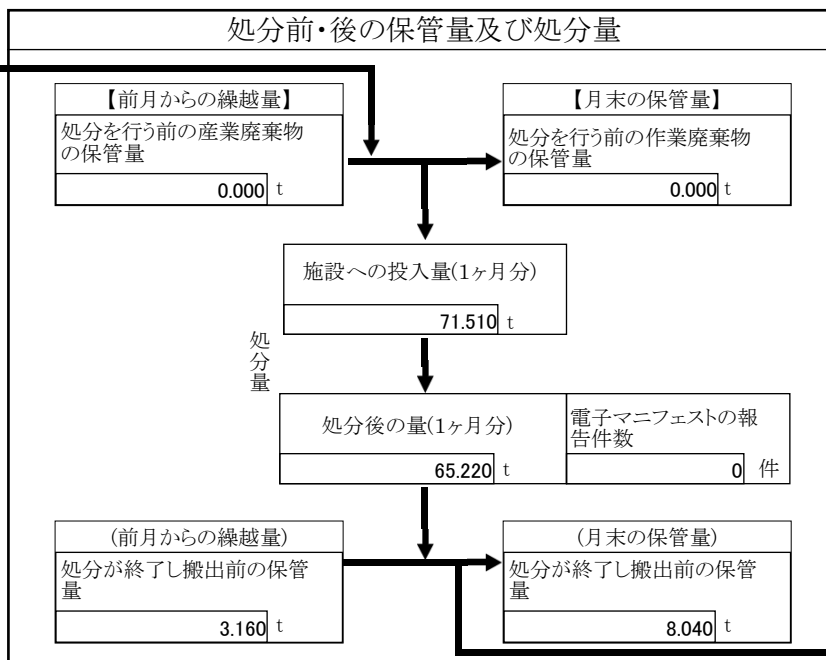 処分前・後の保管量及び処分量
【前月からの繰越量】
処分を行う前の産業廃棄物
の保管量
0.000 t
【月末の保管量】
処分を行う前の作業廃棄物
の保管量
0.000 t
施設への投入量(1ヶ月分)
71.510 t
処分量
処分後の量(1ヶ月分)
65.220 t
電子マニフェストの報
告件数
0 件
(前月からの繰越量)
処分が終了し搬出前の保管
量
3.160 t
(月末の保管量)
処分が終了し搬出前の保管
量
8.040 t